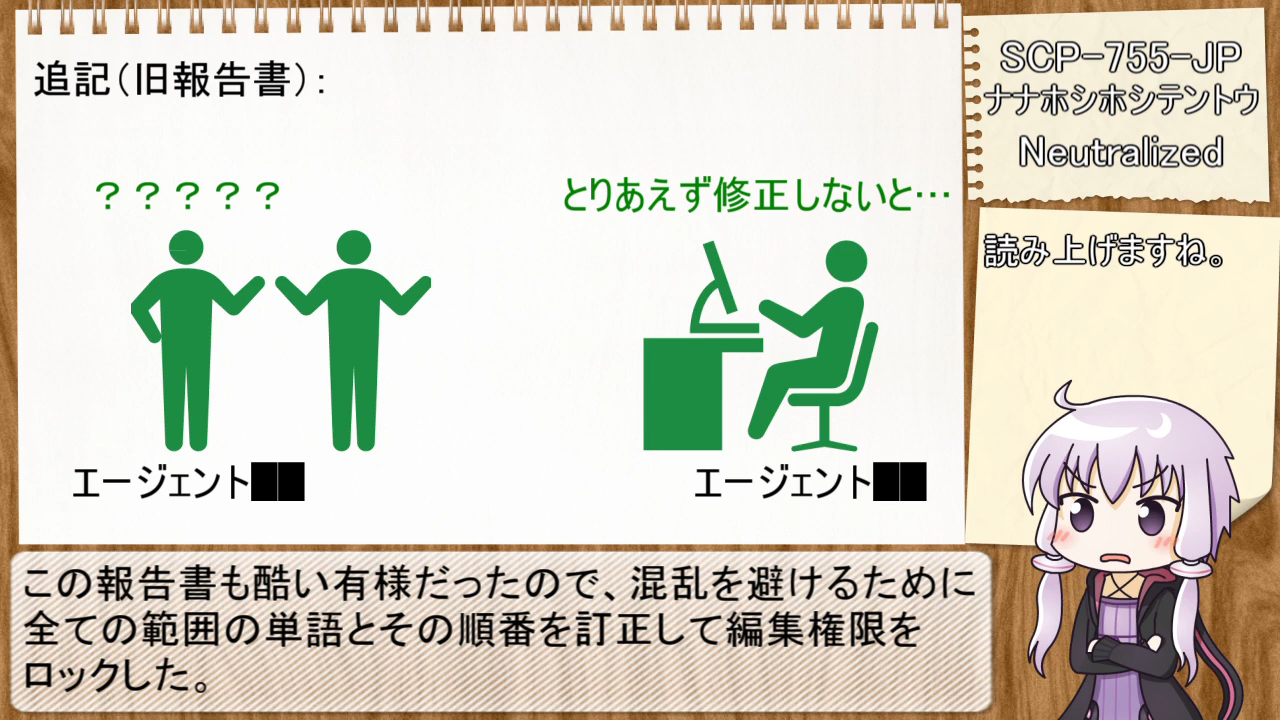 追記（旧報告書）：
？？？？？
とりあえず修正しないと…
エージェント██
エージェント██
SCP-755-JP
ナナホシホシテントウ
Neutralized
読み上げますね。
この報告書も酷い有様だったので、混乱を避けるために
全ての範囲の単語とその順番を訂正して編集権限を
ロックした。